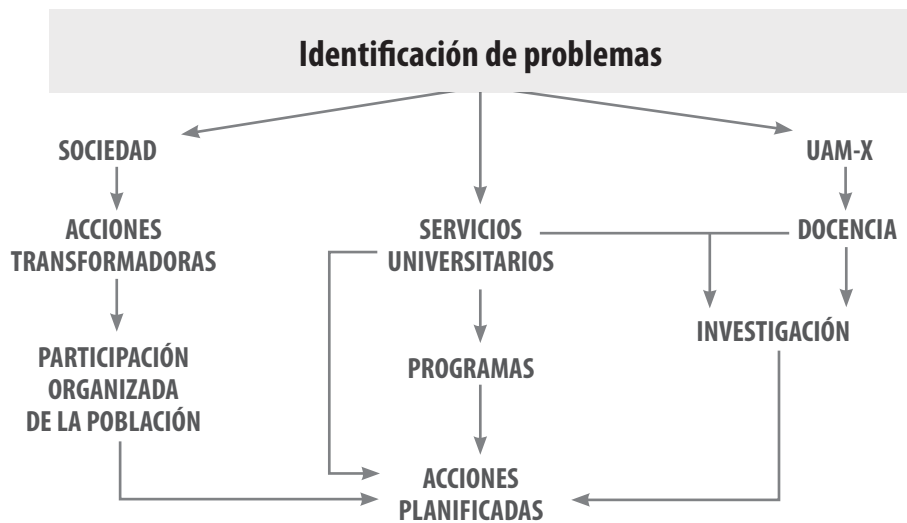 Identificación de problemas
SOCIEDAD
UAM-X
ACCIONES
TRANSFORMADORAS
SERVICIOS
UNIVERSITARIOS
DOCENCIA
INVESTIGACIÓN
PARTICIPACIÓN
ORGANIZADA
DE LA POBLACIÓN
PROGRAMAS
ACCIONES
PLANIFICADAS